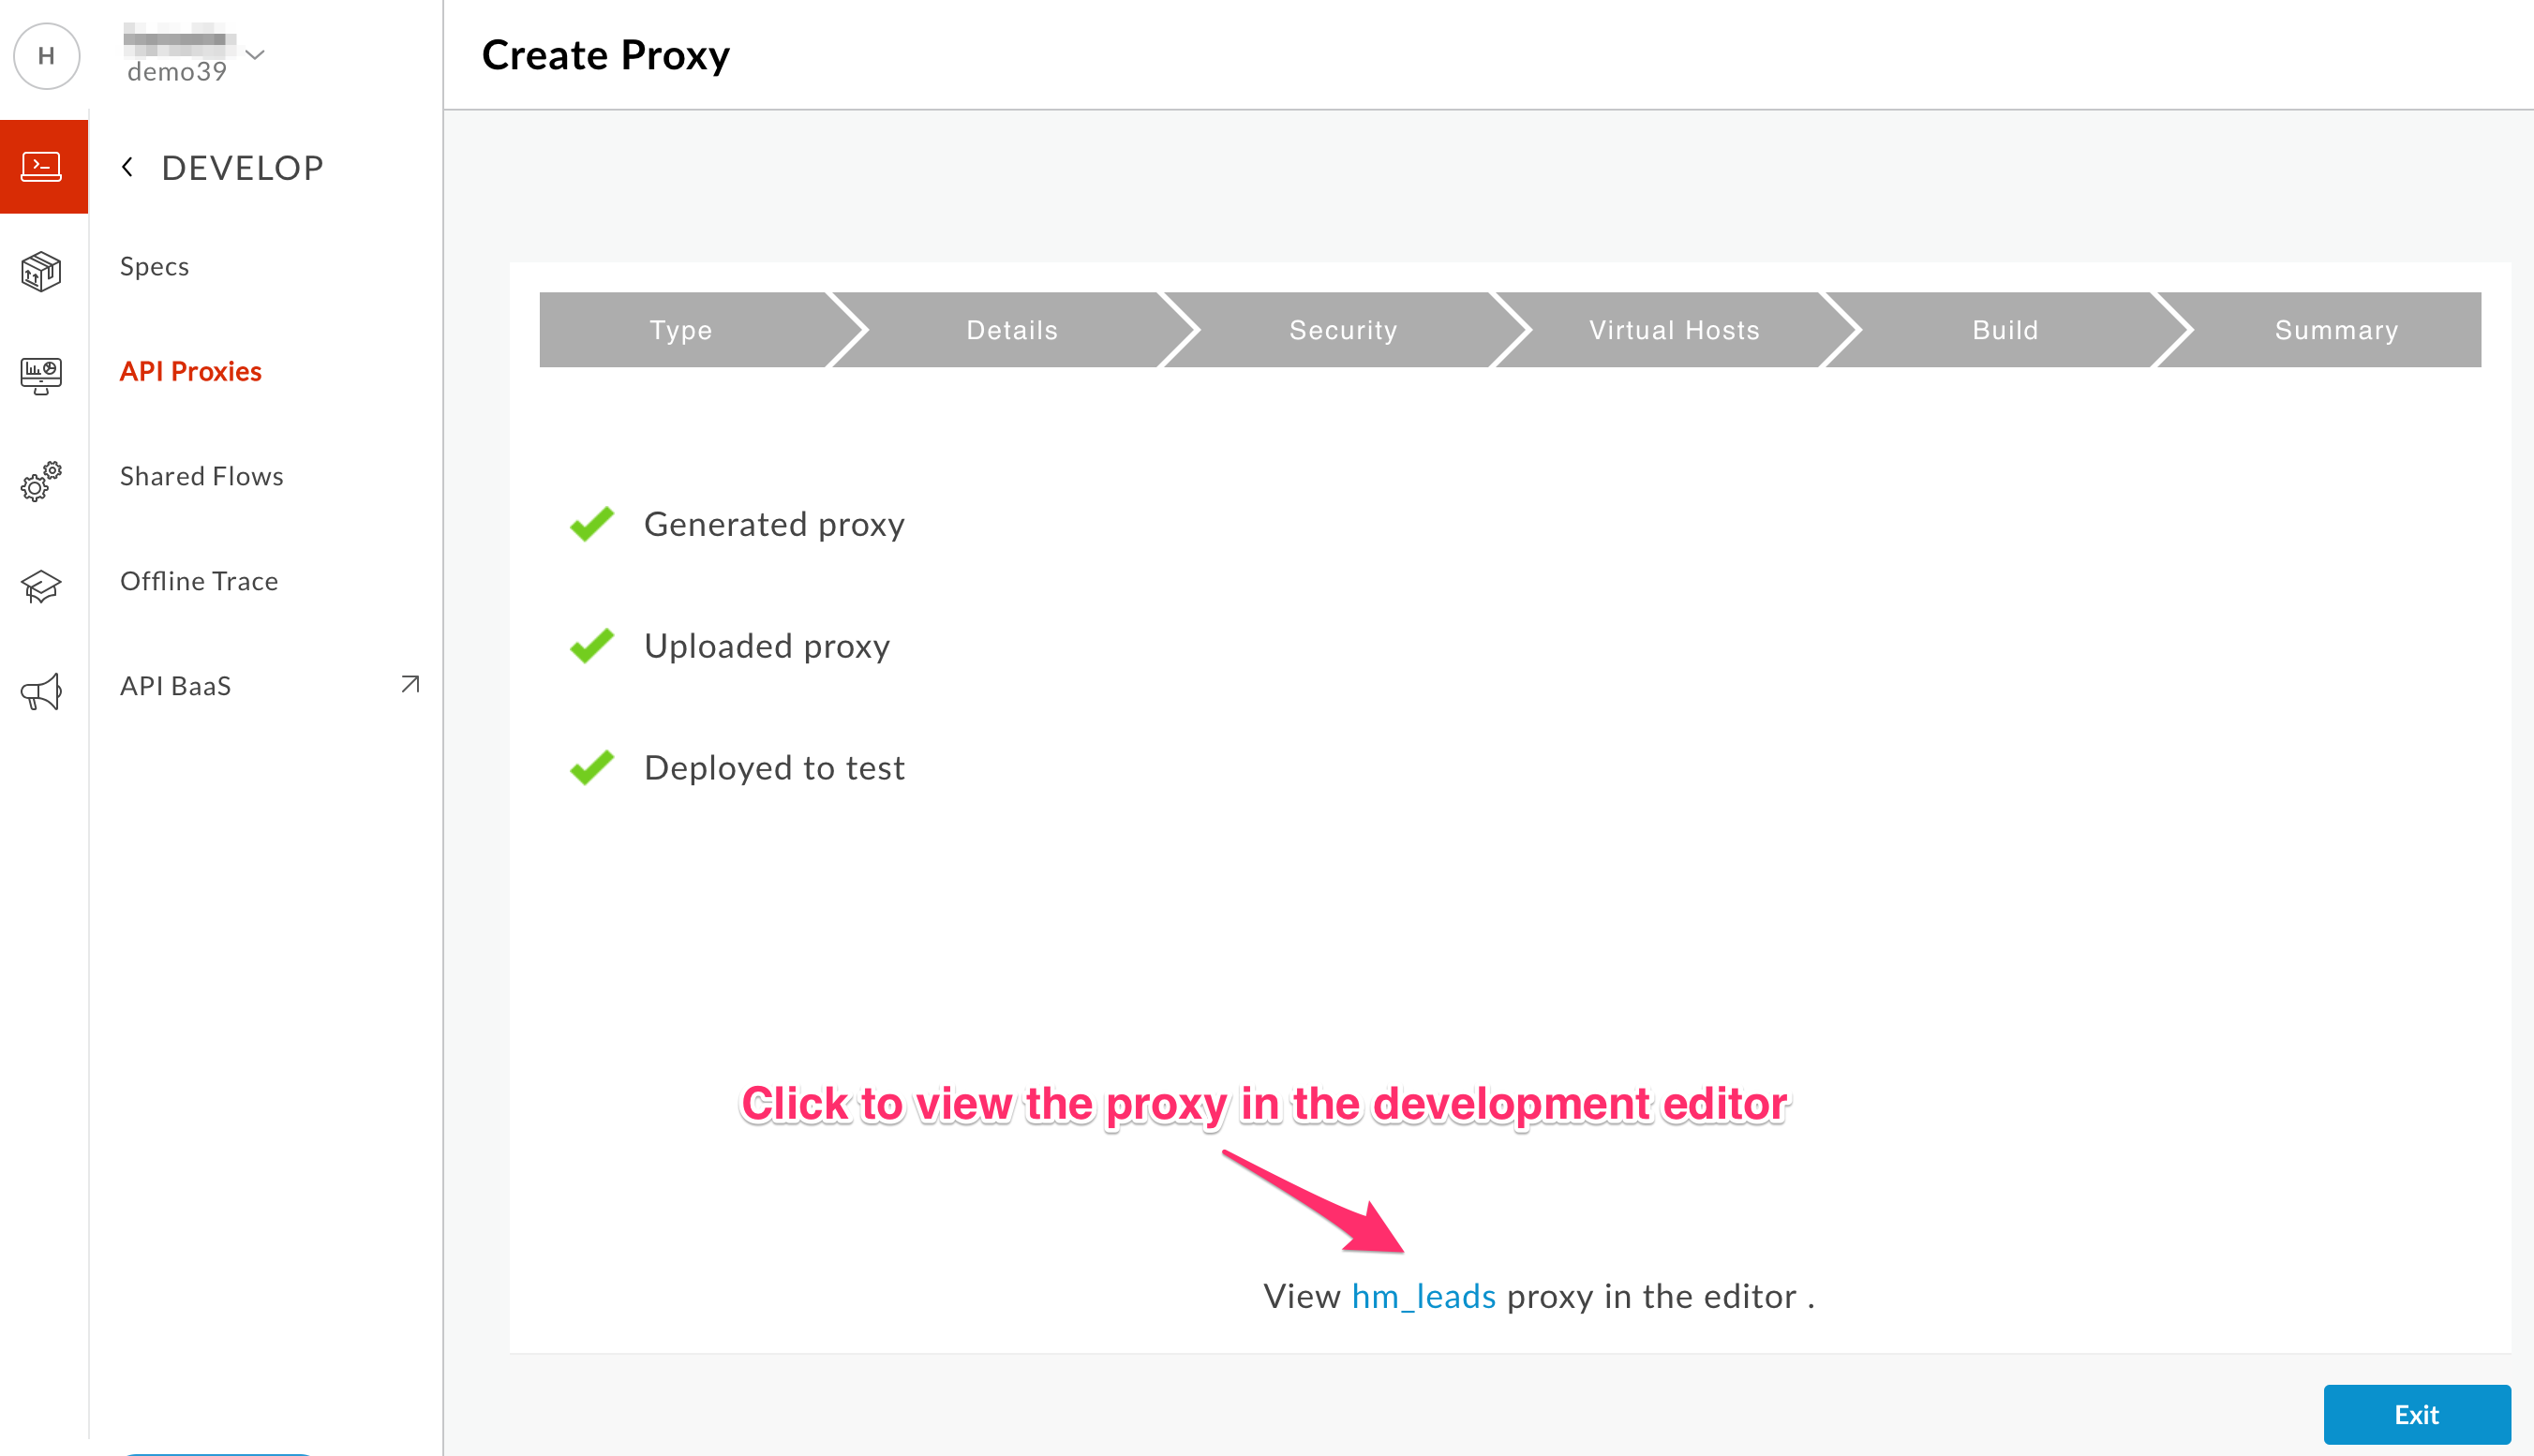 H
demo39
Create Proxy
DEVELOP
Specs
API Proxies
Shared Flows
Offline Trace
API BaaS
Type Details Security Virtual Hosts Build Summary
Generated proxy
Uploaded proxy
Deployed to test
Click to view the proxy in the development editor
View hm_leads proxy in the editor .
Exit